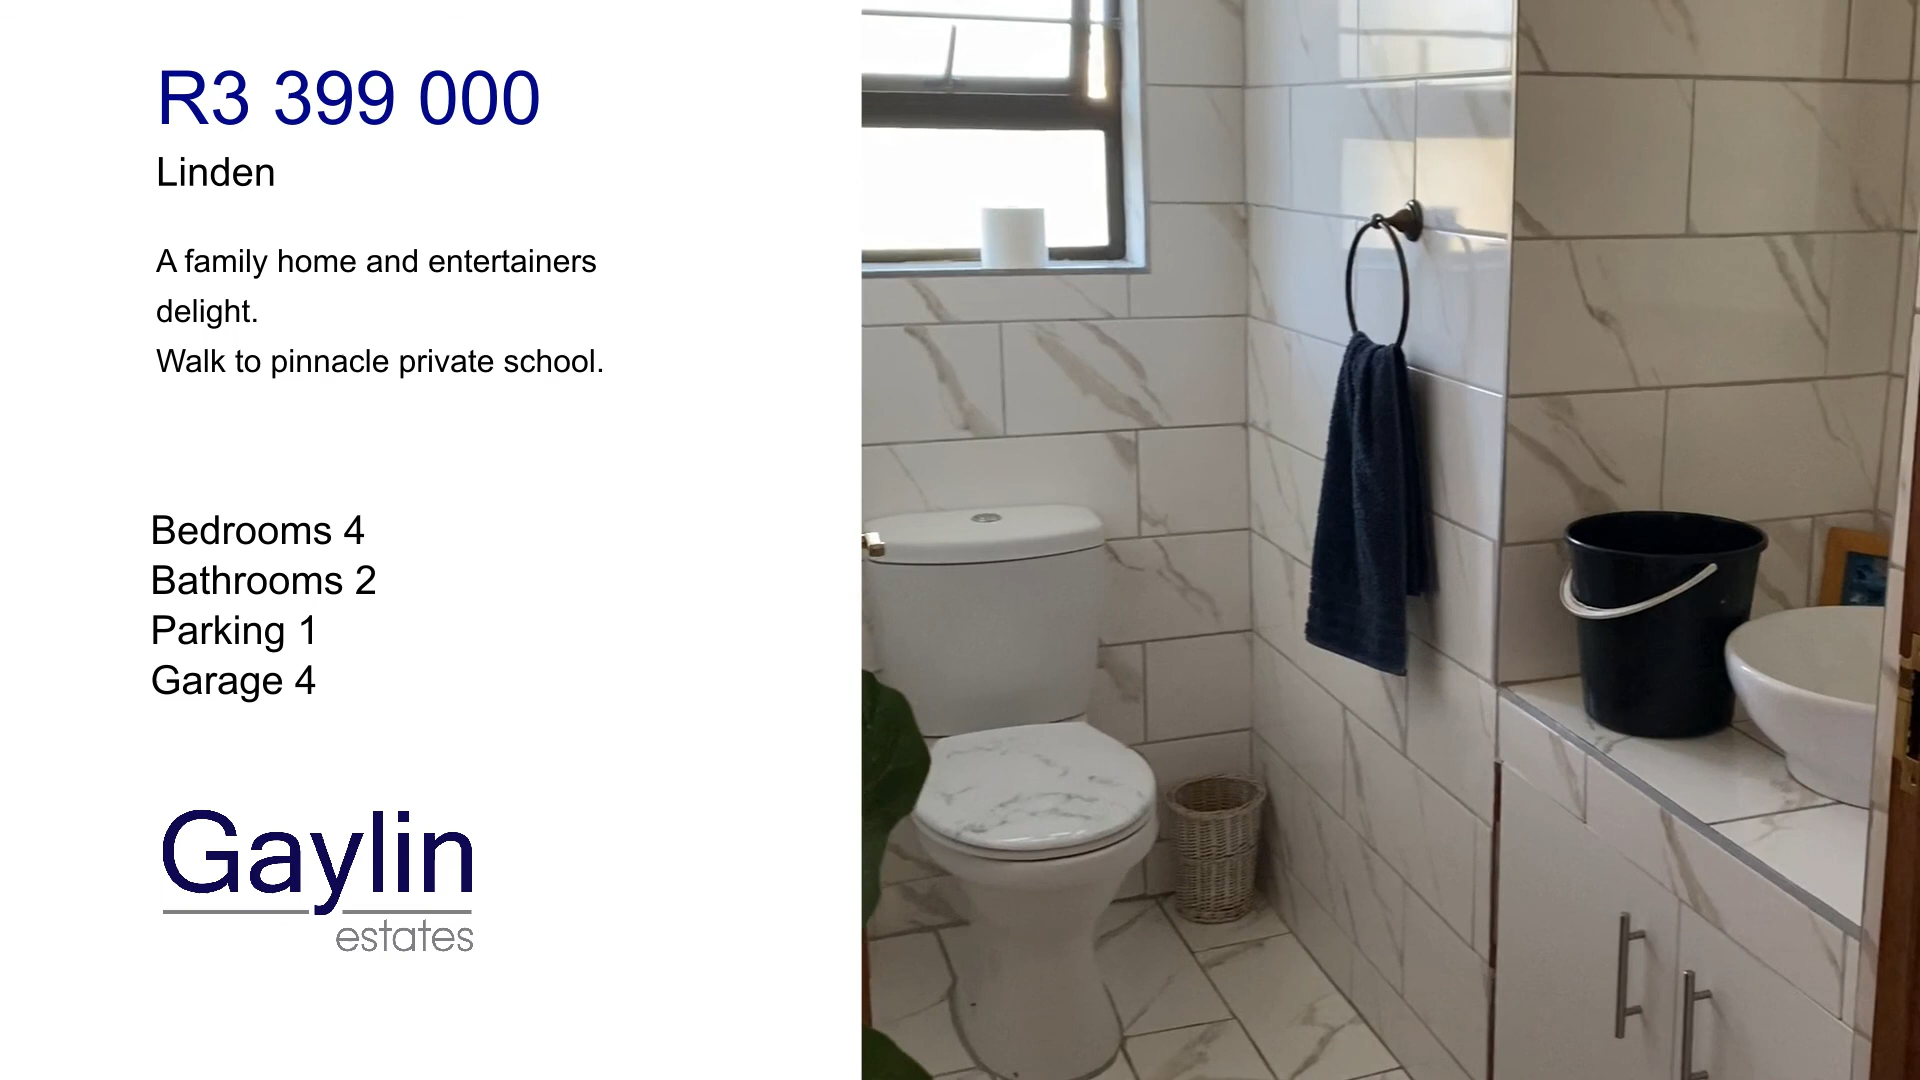 R3 399 000
Linden
A family home and entertainers
delight.
Walk to pinnacle private school.
Bedrooms 4
Bathrooms 2
Parking 1
Garage 4
Gaylin
estates